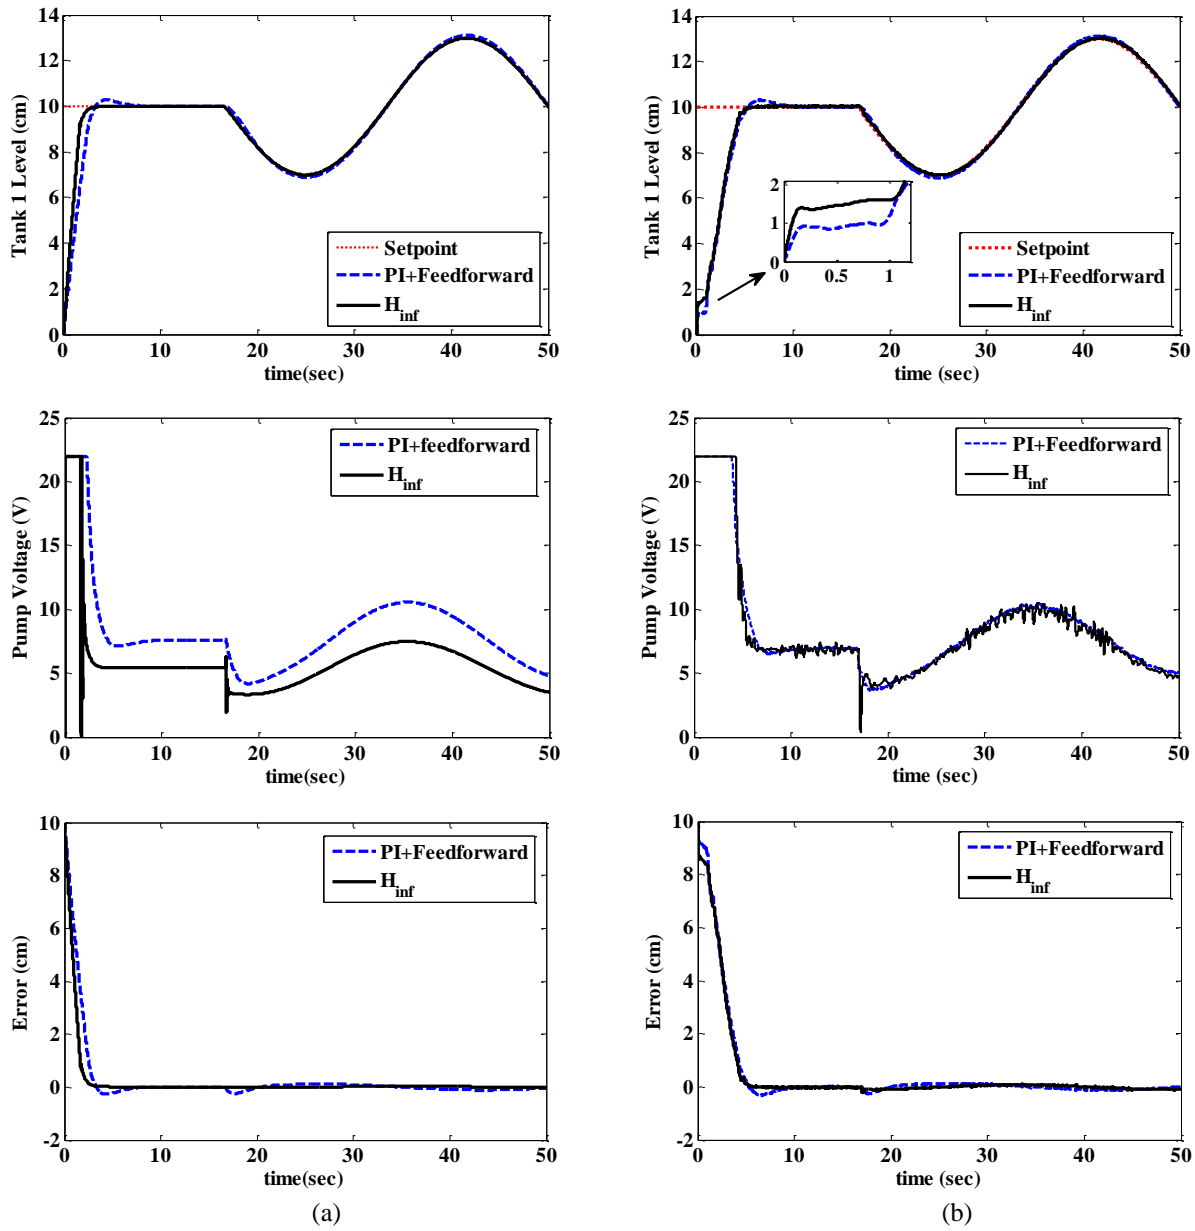 14
12
10
8
6
4
2
0
Tank 1 Level (cm)
Setpoint
PI+Feedforward
H_inf
0 10 20 30 40 50
time(sec)
14
12
10
8
6
4
2
0
Tank 1 Level (cm)
2
1
0
0 0.5 1
Setpoint
PI+Feedforward
H_inf
0 10 20 30 40 50
time (sec)
25
20
15
10
5
0
Pump Voltage (V)
PI+feedforward
H_inf
0 10 20 30 40 50
time(sec)
25
20
15
10
5
0
Pump Voltage (V)
PI+Feedforward
H_inf
0 10 20 30 40 50
time (sec)
10
8
6
4
2
0
-2
Error (cm)
PI+Feedforward
H_inf
0 10 20 30 40 50
time(sec)
(a)
10
8
6
4
2
0
-2
Error (cm)
PI+Feedforward
H_inf
0 10 20 30 40 50
time (sec)
(b)